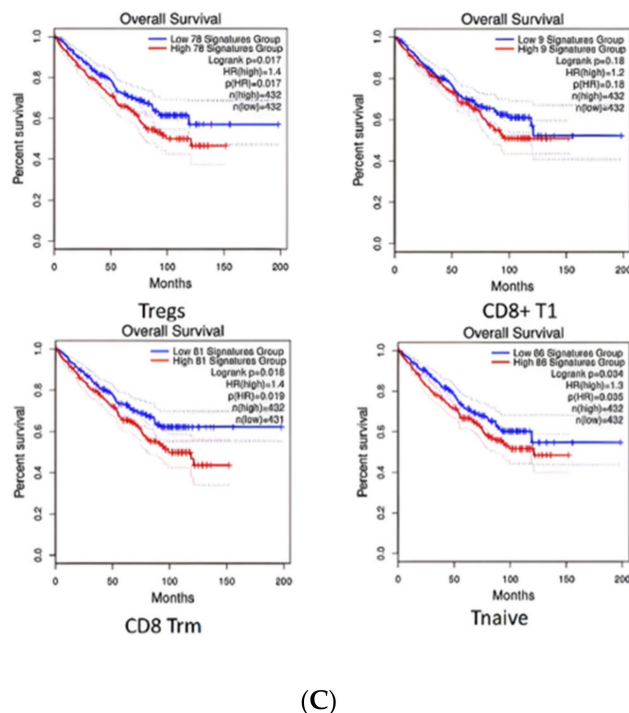 Overall Survival
Low 78 Signatures Group
High 78 Signatures Group
Logrank p=0.017
HR(high)=1.4
p(HR)=0.017
n(high)=432
n(low)=432
Percent survival
0.0
0.2
0.4
0.6
0.8
1.0
0
50
100
150
200
Months
Tregs
Overall Survival
Low 9 Signatures Group
High 9 Signatures Group
Logrank p=0.18
HR(high)=1.2
p(HR)=0.18
n(high)=432
n(low)=432
Percent survival
0.0
0.2
0.4
0.6
0.8
1.0
0
50
100
150
200
Months
CD8+ T1
Overall Survival
Low 81 Signatures Group
High 81 Signatures Group
Logrank p=0.018
HR(high)=1.4
p(HR)=0.019
n(high)=432
n(low)=431
Percent survival
0.0
0.2
0.4
0.6
0.8
1.0
0
50
100
150
200
Months
CD8 Trm
Overall Survival
Low 86 Signatures Group
High 86 Signatures Group
Logrank p=0.034
HR(high)=1.3
p(HR)=0.035
n(high)=432
n(low)=432
Percent survival
0.0
0.2
0.4
0.6
0.8
1.0
0
50
100
150
200
Months
Tnaive
(C)